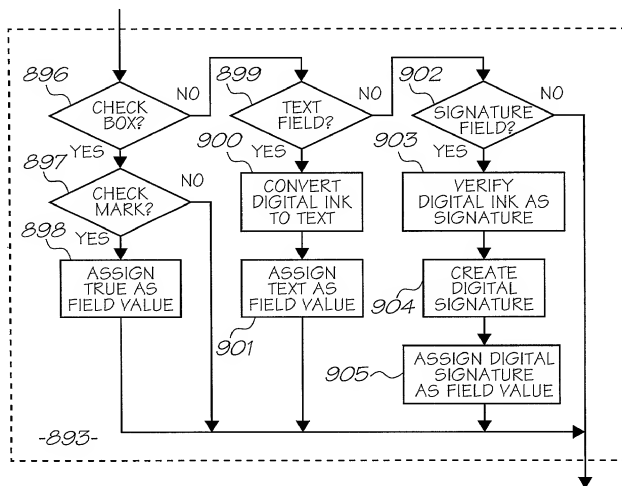 896
CHECK
BOX?
NO
YES
897
CHECK
MARK?
NO
YES
898
ASSIGN
TRUE AS
FIELD VALUE
899
TEXT
FIELD?
NO
YES
900
CONVERT
DIGITAL INK
TO TEXT
ASSIGN
TEXT AS
FIELD VALUE
901
902
SIGNATURE
FIELD?
NO
YES
903
VERIFY
DIGITAL INK AS
SIGNATURE
CREATE
DIGITAL
SIGNATURE
904
ASSIGN DIGITAL
SIGNATURE
AS FIELD VALUE
905
-893-